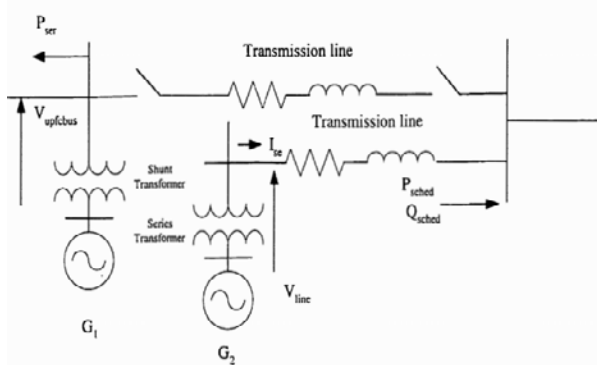 P_ser
Transmission line
V_upfcbus
Transmission line
I_se
Shunt
Transformer
P_sched
Q_sched
Series
Transformer
V_line
G_1
G_2